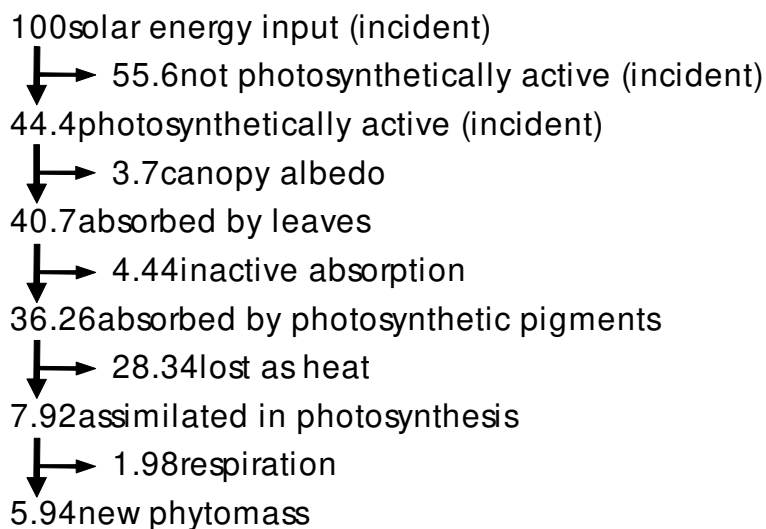 100solar energy input (incident)
55.6not photosynthetically active (incident)
44.4photosynthetically active (incident)
3.7canopy albedo
40.7absorbed by leaves
4.44inactive absorption
36.26absorbed by photosynthetic pigments
28.34lost as heat
7.92assimilated in photosynthesis
1.98respiration
5.94new phytomass